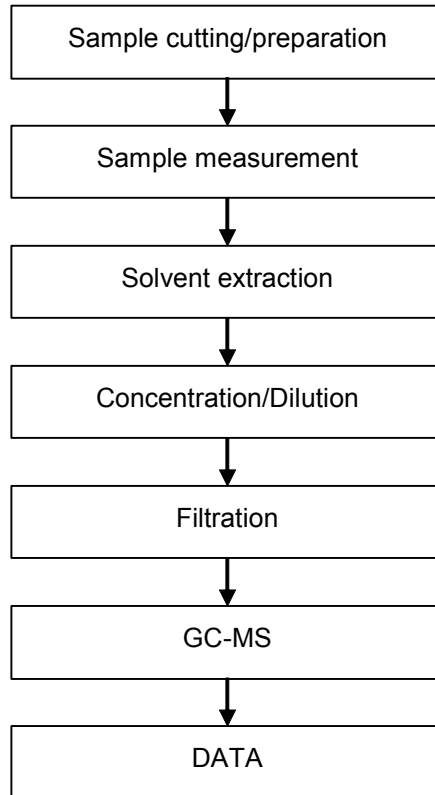 Sample cutting/preparation
Sample measurement
Solvent extraction
Concentration/Dilution
Filtration
GC-MS
DATA